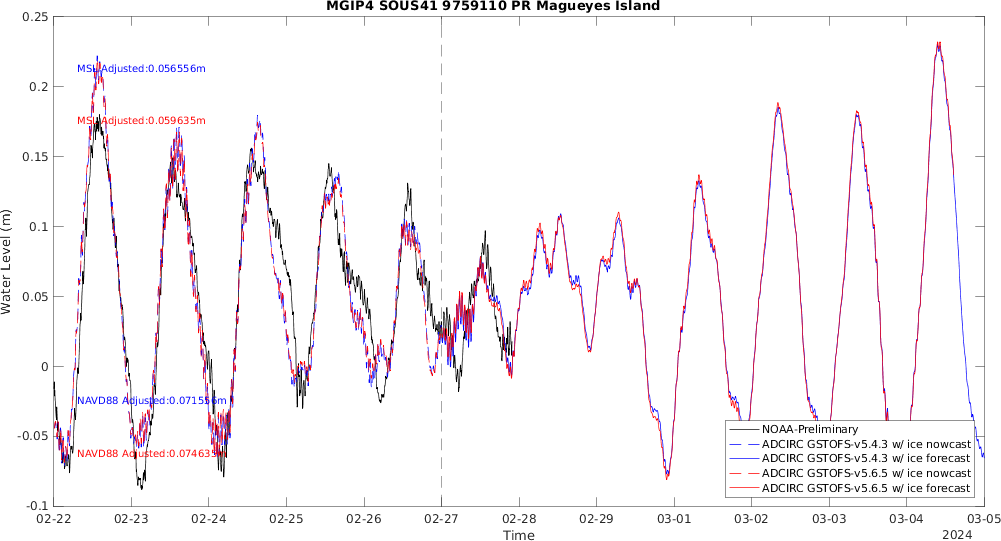 MGIP4 SOUS41 9759110 PR Magueyes Island
0.25
0.2
0.15
0.1
0.05
0
-0.05
-0.1
Water Level (m)
MSL Adjusted:0.056556m
MSL Adjusted:0.059635m
NAVD88 Adjusted:0.071556m
NAVD88 Adjusted:0.074635m
NOAA-Preliminary
ADCIRC GSTOFS-v5.4.3 w/ ice nowcast
ADCIRC GSTOFS-v5.4.3 w/ ice forecast
ADCIRC GSTOFS-v5.6.5 w/ ice nowcast
ADCIRC GSTOFS-v5.6.5 w/ ice forecast
02-22 02-23 02-24 02-25 02-26 02-27 02-28 02-29 03-01 03-02 03-03 03-04 03-05
Time
2024